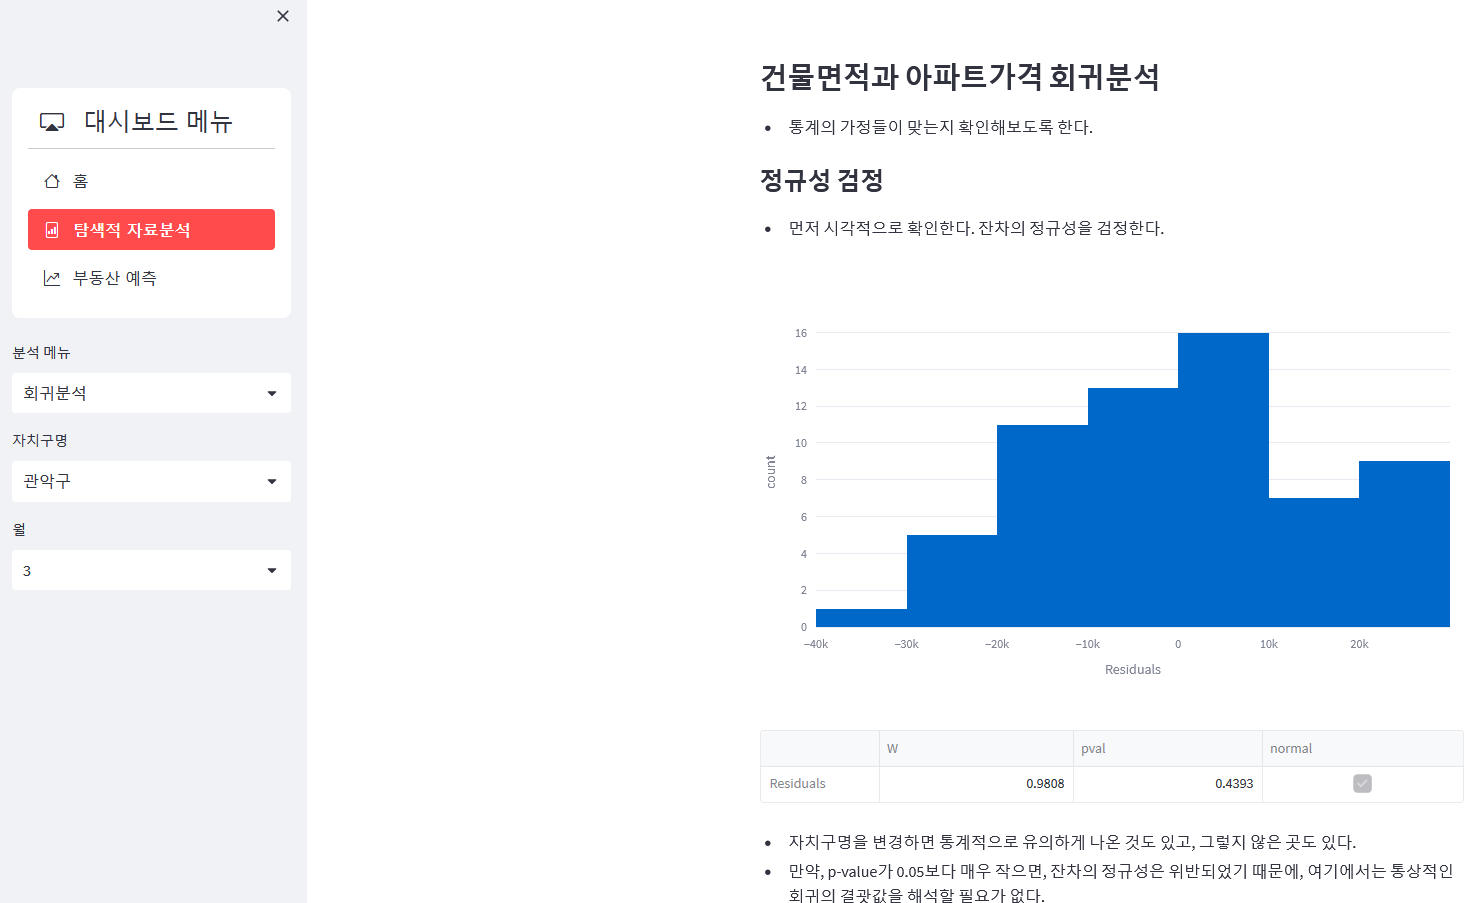 대시보드 메뉴
홈
탐색적 자료분석
부동산 예측
분석 메뉴
회귀분석
자치구명
관악구
월
3
건물면적과 아파트가격 회귀분석
통계의 가정들이 맞는지 확인해보도록 한다.
정규성 검정
먼저 시각적으로 확인한다. 잔차의 정규성을 검정한다.
16
14
12
10
8
6
4
2
0
count
−40k −30k −20k −10k 0 10k 20k
Residuals
W pval normal
Residuals 0.9808 0.4393
자치구명을 변경하면 통계적으로 유의하게 나온 것도 있고, 그렇지 않은 곳도 있다.
만약, p-value가 0.05보다 매우 작으면, 잔차의 정규성은 위반되었기 때문에, 여기에서는 통상적인
회귀의 결괏값을 해석할 필요가 없다.